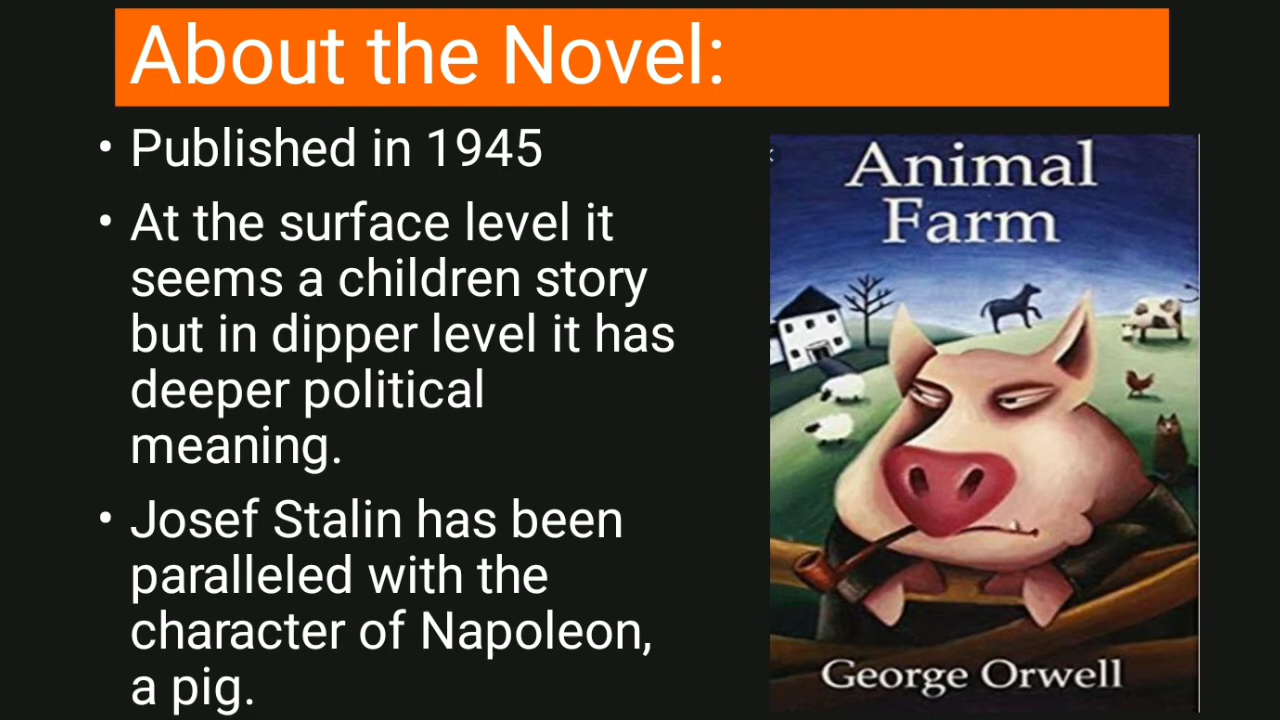 About the Novel:
• Published in 1945
• At the surface level it
seems a children story
but in dipper level it has
deeper political
meaning.
• Josef Stalin has been
paralleled with the
character of Napoleon,
a pig.
Animal
Farm
George Orwell